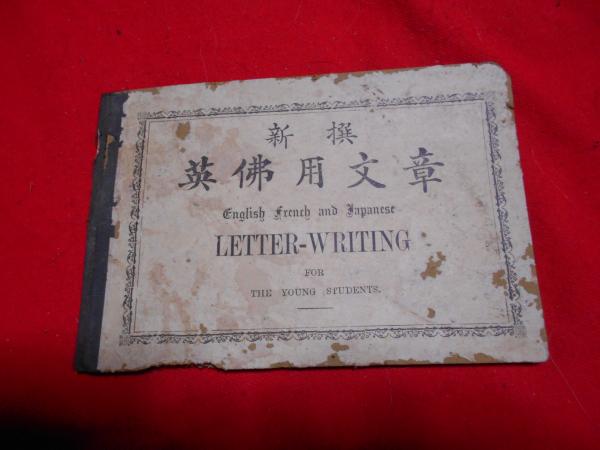 新撰
英佛用文章
English French and Japanese
LETTER-WRITING
FOR
THE YOUNG STUDENTS.